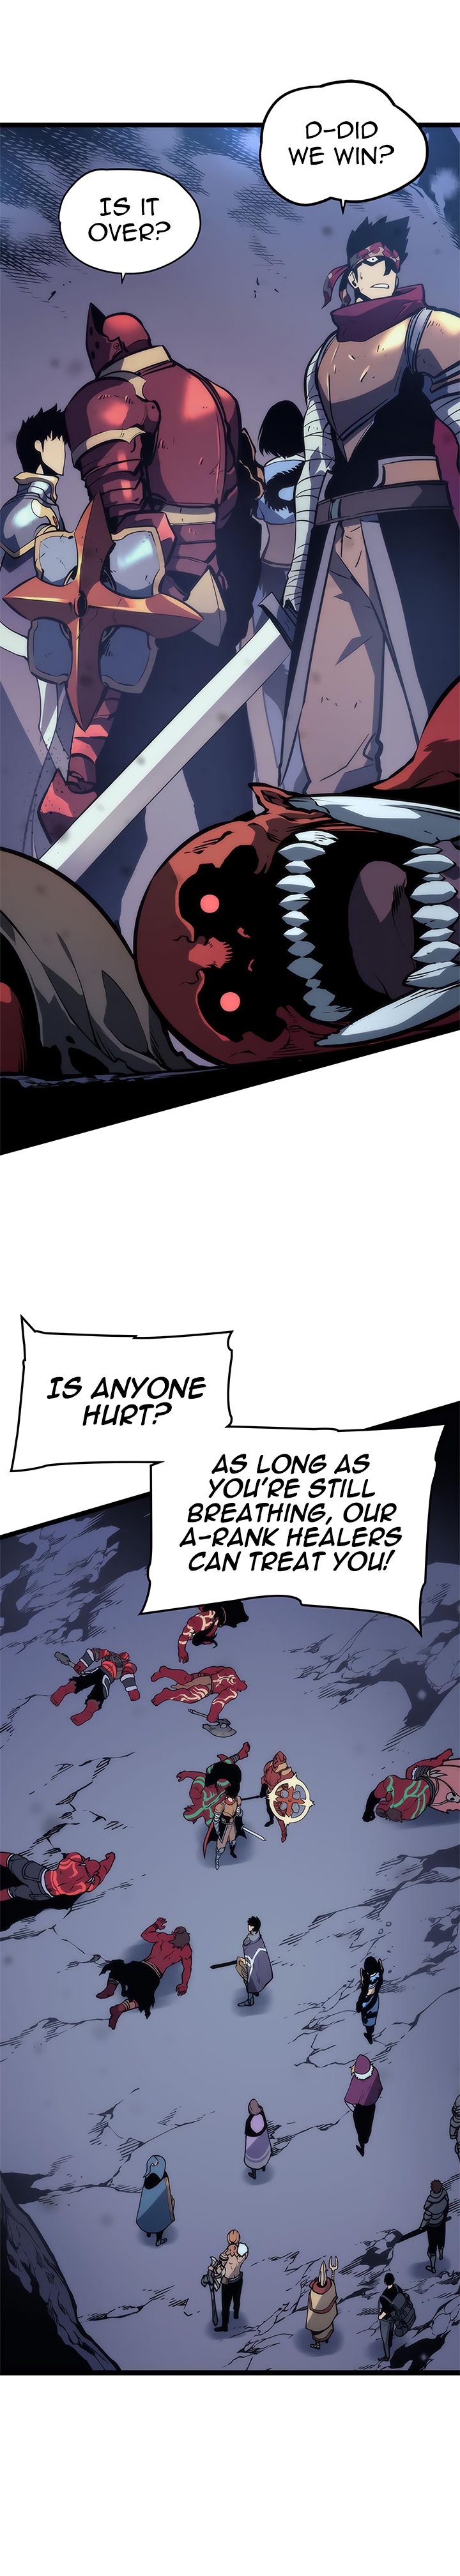 D-DID
WE WIN?
IS IT
OVER?
IS ANYONE
HURT?
AS LONG AS
YOU'RE STILL
BREATHING, OUR
A-RANK HEALERS
CAN TREAT YOU!